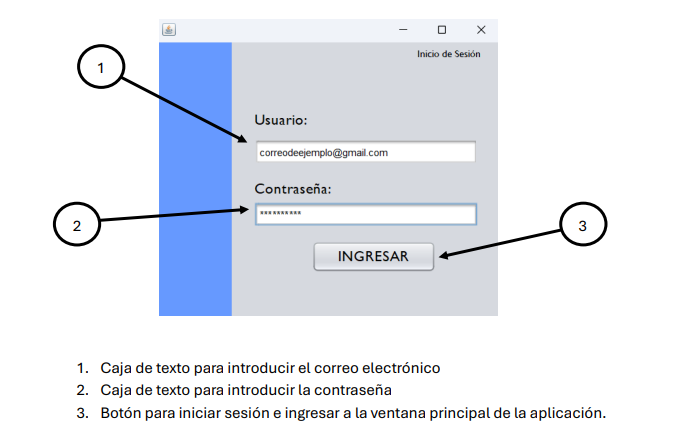 Inicio de Sesión
1
Usuario:
correodeejemplo@gmail.com
Contraseña:
**********
2
3
INGRESAR
1. Caja de texto para introducir el correo electrónico
2. Caja de texto para introducir la contraseña
3. Botón para iniciar sesión e ingresar a la ventana principal de la aplicación.